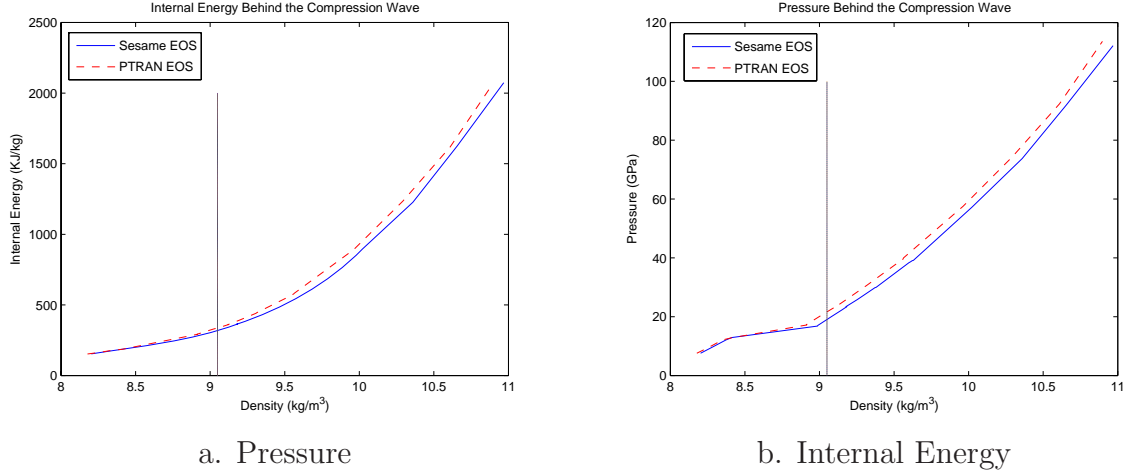 Internal Energy Behind the Compression Wave
2500
2000
1500
1000
500
0
Internal Energy (KJ/kg)
Sesame EOS
PTRAN EOS
8
8.5
9
9.5
10
10.5
11
Density (kg/m³)
a. Pressure
Pressure Behind the Compression Wave
120
100
80
60
40
20
0
Pressure (GPa)
Sesame EOS
PTRAN EOS
8
8.5
9
9.5
10
10.5
11
Density (kg/m³)
b. Internal Energy